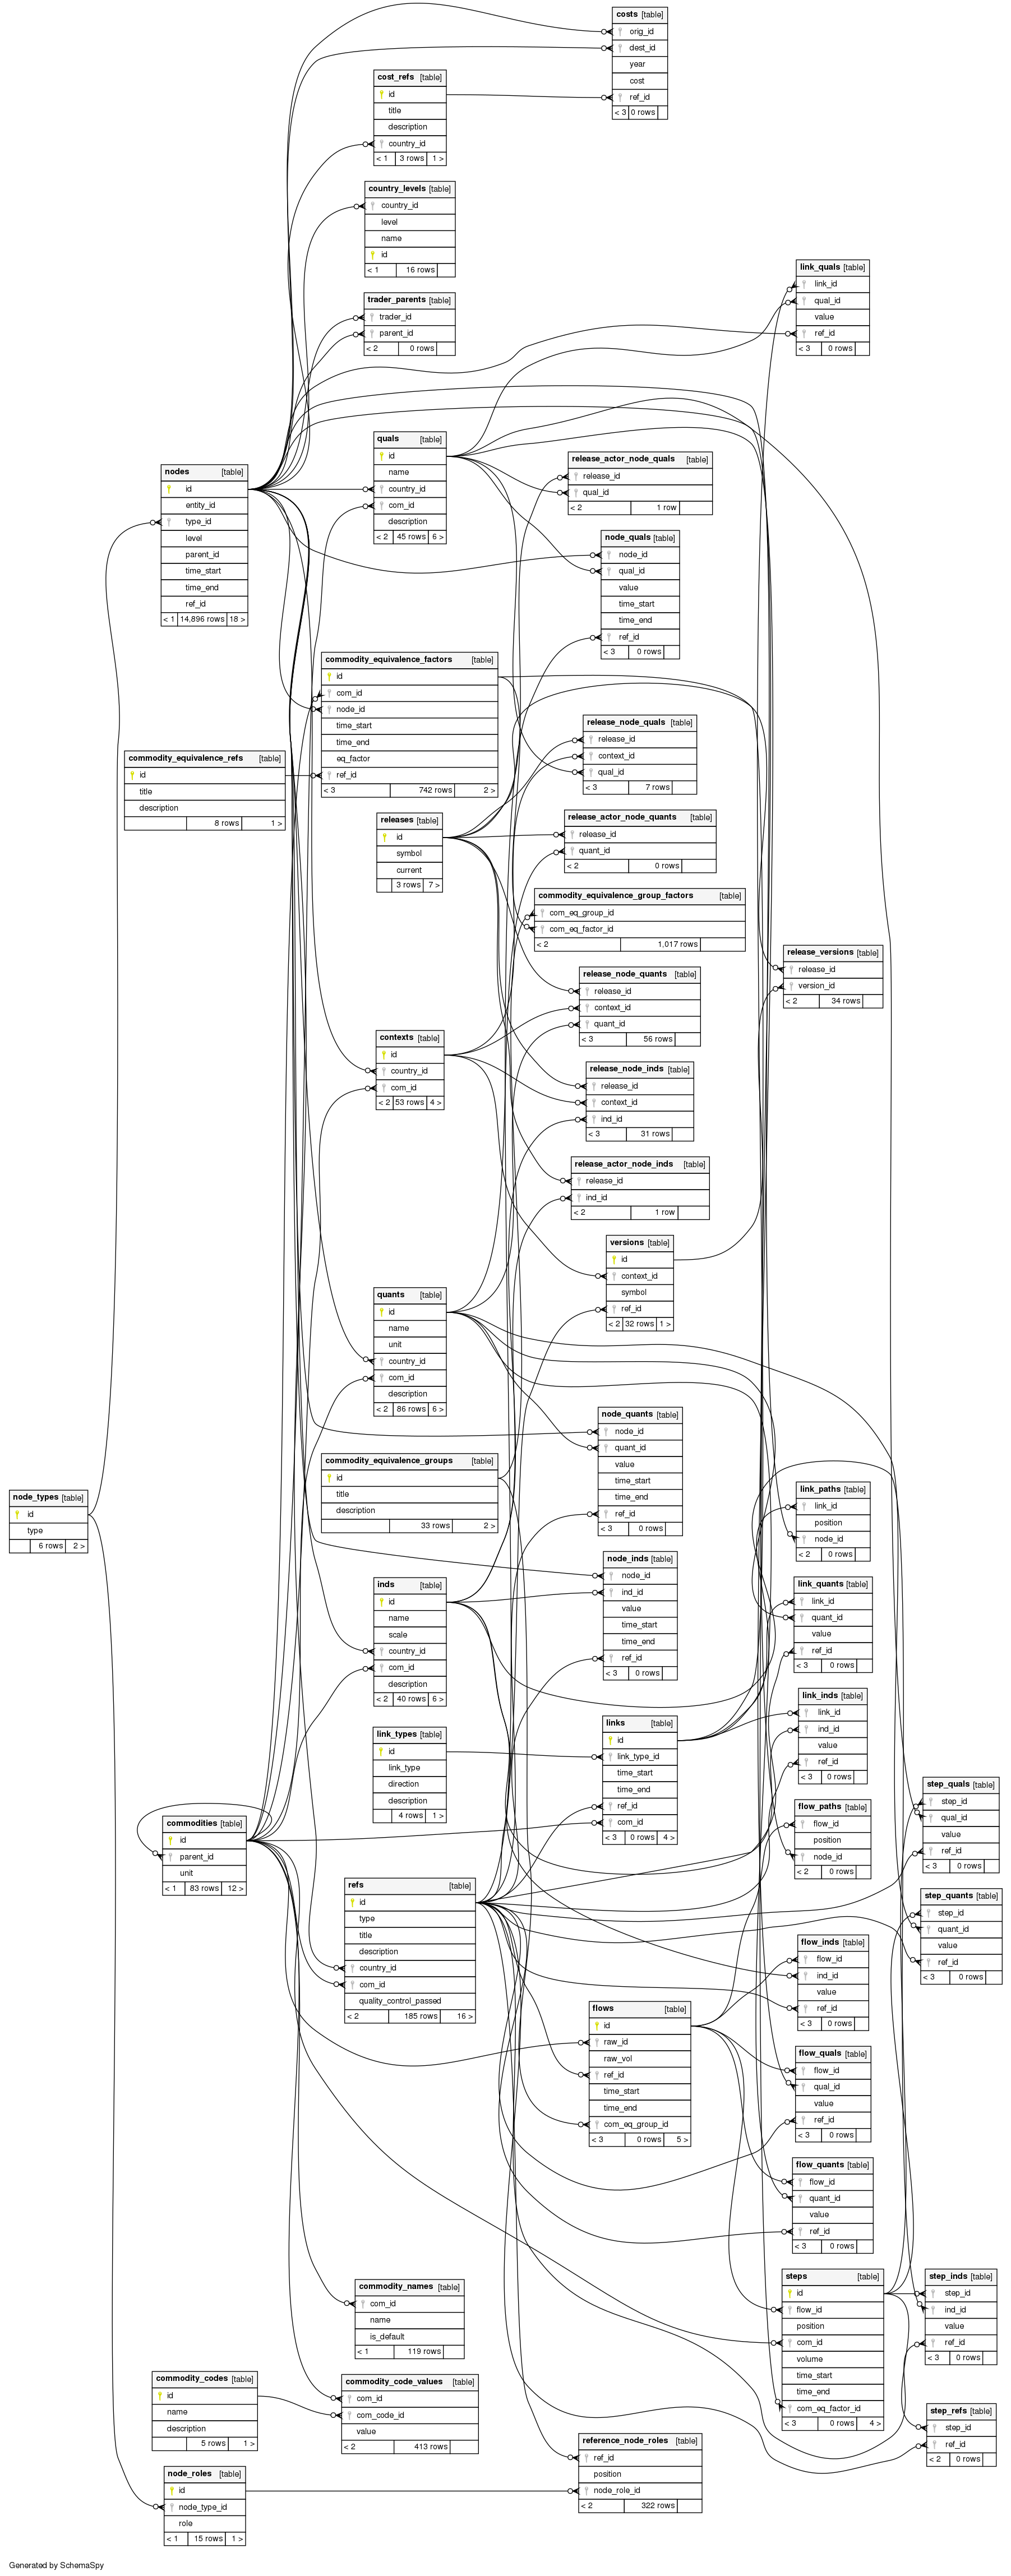 costs [table]
orig_id
dest_id
year
cost
ref_id
< 3 0 rows
cost_refs [table]
id
title
description
country_id
< 1 3 rows 1 >
country_levels [table]
country_id
level
name
id
< 1 16 rows
link_quals [table]
link_id
qual_id
value
ref_id
< 3 0 rows
trader_parents [table]
trader_id
parent_id
< 2 0 rows
quals [table]
id
name
country_id
com_id
description
< 2 45 rows 6 >
release_actor_node_quals [table]
release_id
qual_id
< 2 1 row
nodes [table]
id
entity_id
type_id
level
parent_id
time_start
time_end
ref_id
< 1 14,896 rows 18 >
node_quals [table]
node_id
qual_id
value
time_start
time_end
ref_id
< 3 0 rows
commodity_equivalence_factors [table]
id
com_id
node_id
time_start
time_end
eq_factor
ref_id
< 3 742 rows 2 >
release_node_quals [table]
release_id
context_id
qual_id
< 3 7 rows
commodity_equivalence_refs [table]
id
title
description
8 rows 1 >
releases [table]
id
symbol
current
3 rows 7 >
release_actor_node_quants [table]
release_id
quant_id
< 2 0 rows
commodity_equivalence_group_factors [table]
com_eq_group_id
com_eq_factor_id
< 2 1,017 rows
release_versions [table]
release_id
version_id
< 2 34 rows
release_node_quants [table]
release_id
context_id
quant_id
< 3 56 rows
contexts [table]
id
country_id
com_id
< 2 53 rows 4 >
release_node_inds [table]
release_id
context_id
ind_id
< 3 31 rows
release_actor_node_inds [table]
release_id
ind_id
< 2 1 row
versions [table]
id
context_id
symbol
ref_id
< 2 32 rows 1 >
quants [table]
id
name
unit
country_id
com_id
description
< 2 86 rows 6 >
node_quants [table]
node_id
quant_id
value
time_start
time_end
ref_id
< 3 0 rows
commodity_equivalence_groups [table]
id
title
description
33 rows 2 >
node_types [table]
id
type
6 rows 2 >
link_paths [table]
link_id
position
node_id
< 2 0 rows
node_inds [table]
node_id
ind_id
value
time_start
time_end
ref_id
< 3 0 rows
inds [table]
id
name
scale
country_id
com_id
description
< 2 40 rows 6 >
link_quants [table]
link_id
quant_id
value
ref_id
< 3 0 rows
link_inds [table]
link_id
ind_id
value
ref_id
< 3 0 rows
links [table]
id
link_type_id
time_start
time_end
ref_id
com_id
< 3 0 rows 4 >
link_types [table]
id
link_type
direction
description
4 rows 1 >
step_quals [table]
step_id
qual_id
value
ref_id
< 3 0 rows
flow_paths [table]
flow_id
position
node_id
< 2 0 rows
commodities [table]
id
parent_id
unit
< 1 83 rows 12 >
refs [table]
id
type
title
description
country_id
com_id
quality_control_passed
< 2 185 rows 16 >
step_quants [table]
step_id
quant_id
value
ref_id
< 3 0 rows
flow_inds [table]
flow_id
ind_id
value
ref_id
< 3 0 rows
flows [table]
id
raw_id
raw_vol
ref_id
time_start
time_end
com_eq_group_id
< 3 0 rows 5 >
flow_quals [table]
flow_id
qual_id
value
ref_id
< 3 0 rows
flow_quants [table]
flow_id
quant_id
value
ref_id
< 3 0 rows
steps [table]
id
flow_id
position
com_id
volume
time_start
time_end
com_eq_factor_id
< 3 0 rows 4 >
step_inds [table]
step_id
ind_id
value
ref_id
< 3 0 rows
commodity_names [table]
com_id
name
is_default
< 1 119 rows
commodity_codes [table]
id
name
description
5 rows 1 >
commodity_code_values [table]
com_id
com_code_id
value
< 2 413 rows
step_refs [table]
step_id
ref_id
< 2 0 rows
reference_node_roles [table]
ref_id
position
node_role_id
< 2 322 rows
node_roles [table]
id
node_type_id
role
< 1 15 rows 1 >
Generated by SchemaSpy